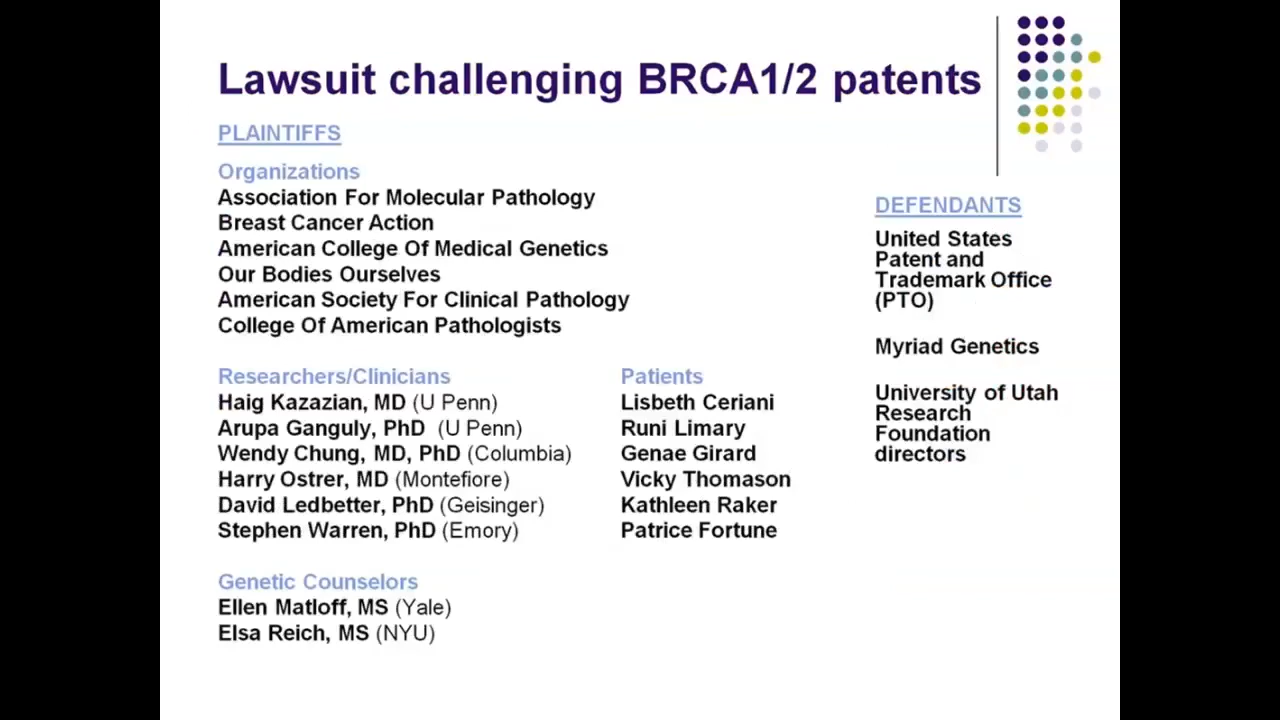 Lawsuit challenging BRCA1/2 patents
PLAINTIFFS
Organizations
Association For Molecular Pathology
Breast Cancer Action
American College Of Medical Genetics
Our Bodies Ourselves
American Society For Clinical Pathology
College Of American Pathologists
Researchers/Clinicians
Haig Kazazian, MD (U Penn)
Arupa Ganguly, PhD (U Penn)
Wendy Chung, MD, PhD (Columbia)
Harry Ostrer, MD (Montefiore)
David Ledbetter, PhD (Geisinger)
Stephen Warren, PhD (Emory)
Genetic Counselors
Ellen Matloff, MS (Yale)
Elsa Reich, MS (NYU)
Patients
Lisbeth Ceriani
Runi Limary
Genae Girard
Vicky Thomason
Kathleen Raker
Patrice Fortune
DEFENDANTS
United States
Patent and
Trademark Office
(PTO)
Myriad Genetics
University of Utah
Research
Foundation
directors